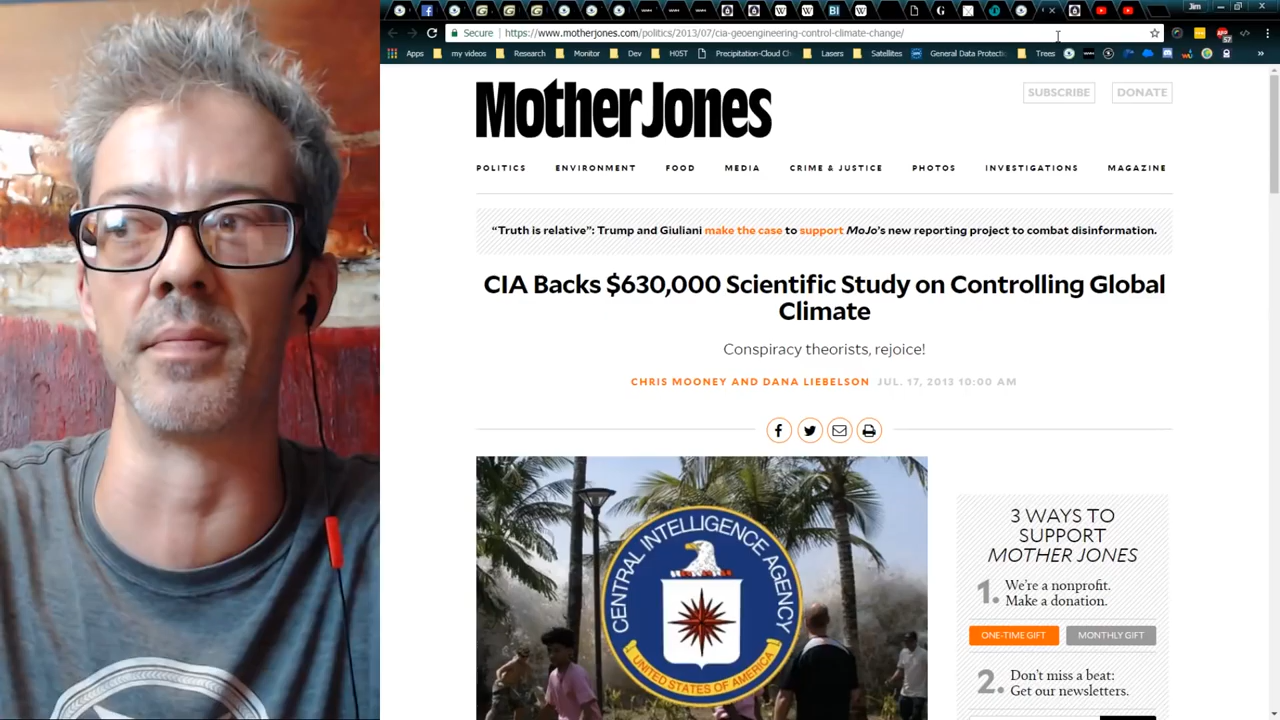 Jim
Secure https://www.motherjones.com/politics/2013/07/cia-geoengineering-control-climate-change/
57
Apps my videos Research Monitor Dev H0ST Precipitation-Cloud Lasers Satellites General Data Protecti Trees
Mother Jones
SUBSCRIBE DONATE
POLITICS ENVIRONMENT FOOD MEDIA CRIME & JUSTICE PHOTOS INVESTIGATIONS MAGAZINE
“Truth is relative”: Trump and Giuliani make the case to support MoJo’s new reporting project to combat disinformation.
CIA Backs $630,000 Scientific Study on Controlling Global
Climate
Conspiracy theorists, rejoice!
CHRIS MOONEY AND DANA LIEBELSON JUL. 17, 2013 10:00 AM
CENTRAL INTELLIGENCE AGENCY
UNITED STATES OF AMERICA
3 WAYS TO
SUPPORT
MOTHER JONES
1. We’re a nonprofit.
Make a donation.
ONE-TIME GIFT MONTHLY GIFT
2. Don’t miss a beat:
Get our newsletters.